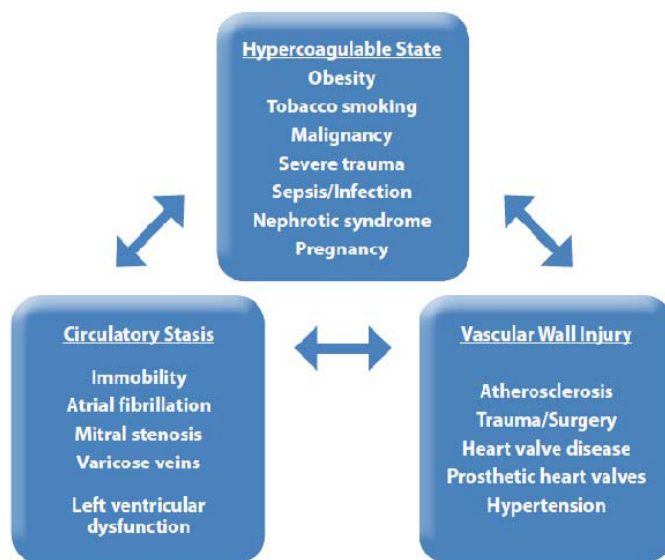 Hypercoagulable State
Obesity
Tobacco smoking
Malignancy
Severe trauma
Sepsis/Infection
Nephrotic syndrome
Pregnancy
Circulatory Stasis
Immobility
Atrial fibrillation
Mitral stenosis
Varicose veins
Left ventricular
dysfunction
Vascular Wall Injury
Atherosclerosis
Trauma/Surgery
Heart valve disease
Prosthetic heart valves
Hypertension